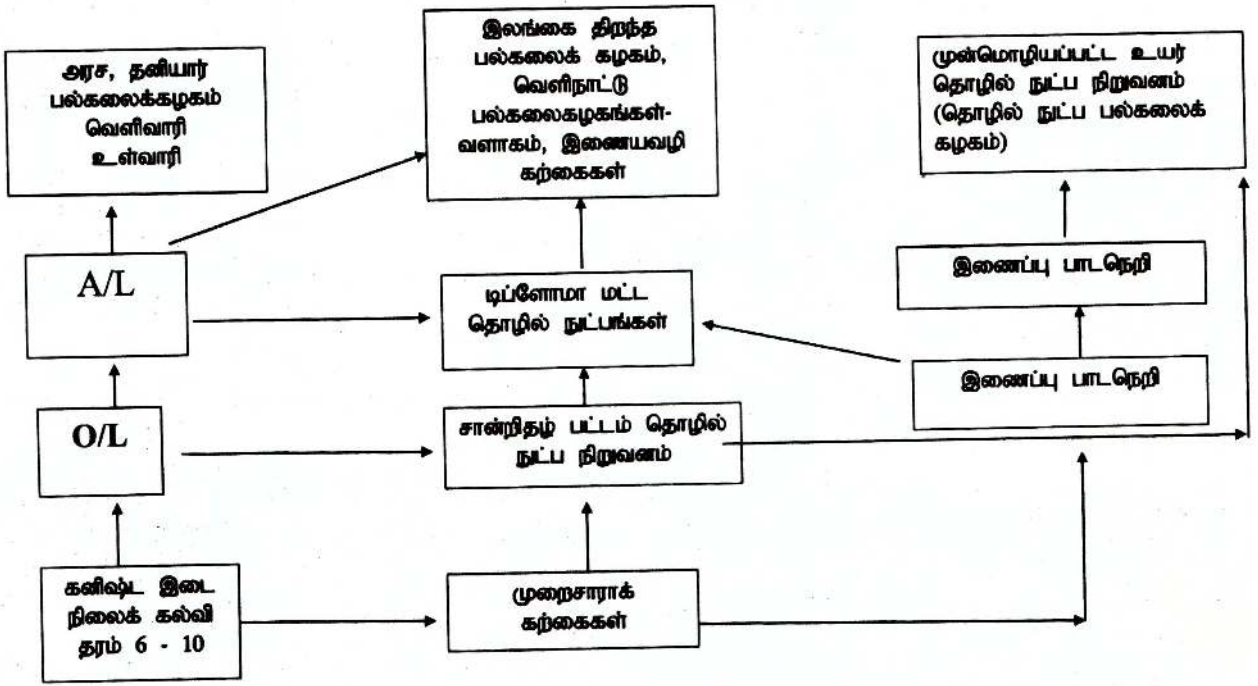 அரச, தனியார்
பல்கலைக்கழகம்
வெளிவாரி
உள்வாரி
இலங்கை திறந்த
பல்கலைக் கழகம்,
வெளிநாட்டு
பல்கலைகழகங்கள்-
வளாகம், இணையவழி
கற்கைகள்
முன்மொழியப்பட்ட உயர்
தொழில் நுட்ப நிறுவனம்
(தொழில் நுட்ப பல்கலைக்
கழகம்)
A/L
டிப்ளோமா மட்ட
தொழில் நுட்பங்கள்
இணைப்பு பாடநெறி
இணைப்பு பாடநெறி
O/L
சான்றிதழ் பட்டம் தொழில்
நுட்ப நிறுவனம்
கனிஷ்ட இடை
நிலைக் கல்வி
தரம் 6 - 10
முறைசாராக்
கற்கைகள்